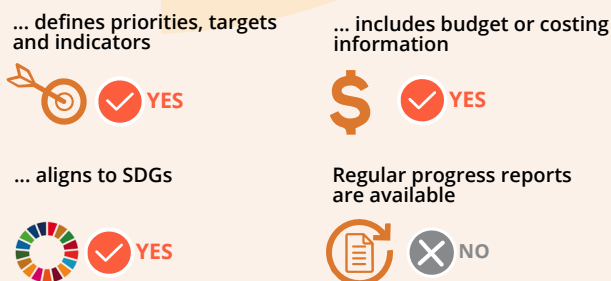 ... defines priorities, targets
and indicators
YES
... includes budget or costing
information
$
YES
... aligns to SDGs
YES
Regular progress reports
are available
NO